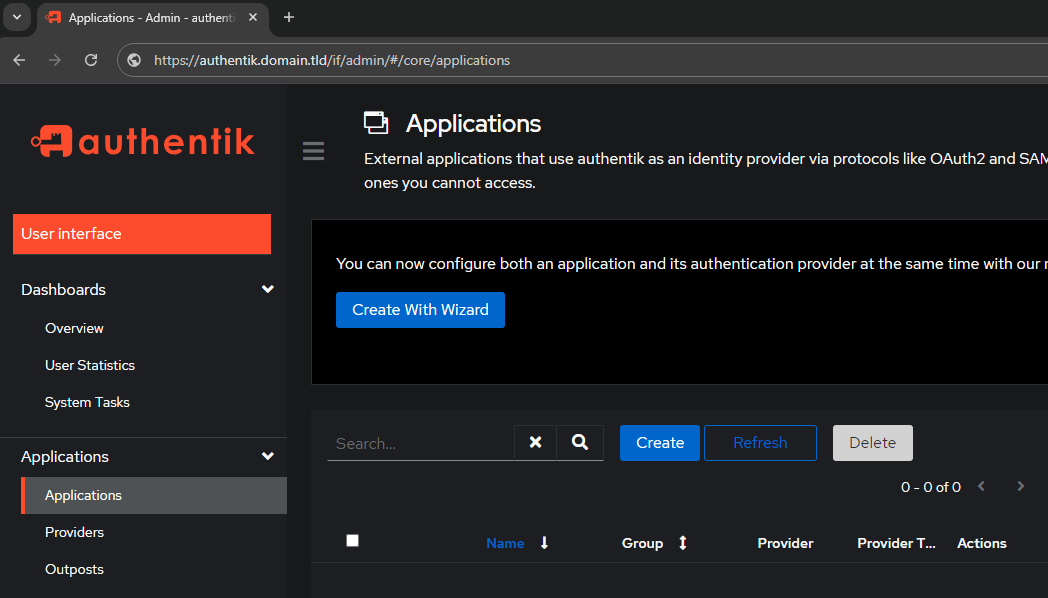 Applications - Admin - authenti
https://authentik.domain.tld/if/admin/#/core/applications
authentik
User interface
Dashboards
Overview
User Statistics
System Tasks
Applications
Applications
Providers
Outposts
Applications
External applications that use authentik as an identity provider via protocols like OAuth2 and SAM
ones you cannot access.
You can now configure both an application and its authentication provider at the same time with our
Create With Wizard
Search... Create Refresh Delete
0 - 0 of 0
Name Group Provider Provider T... Actions